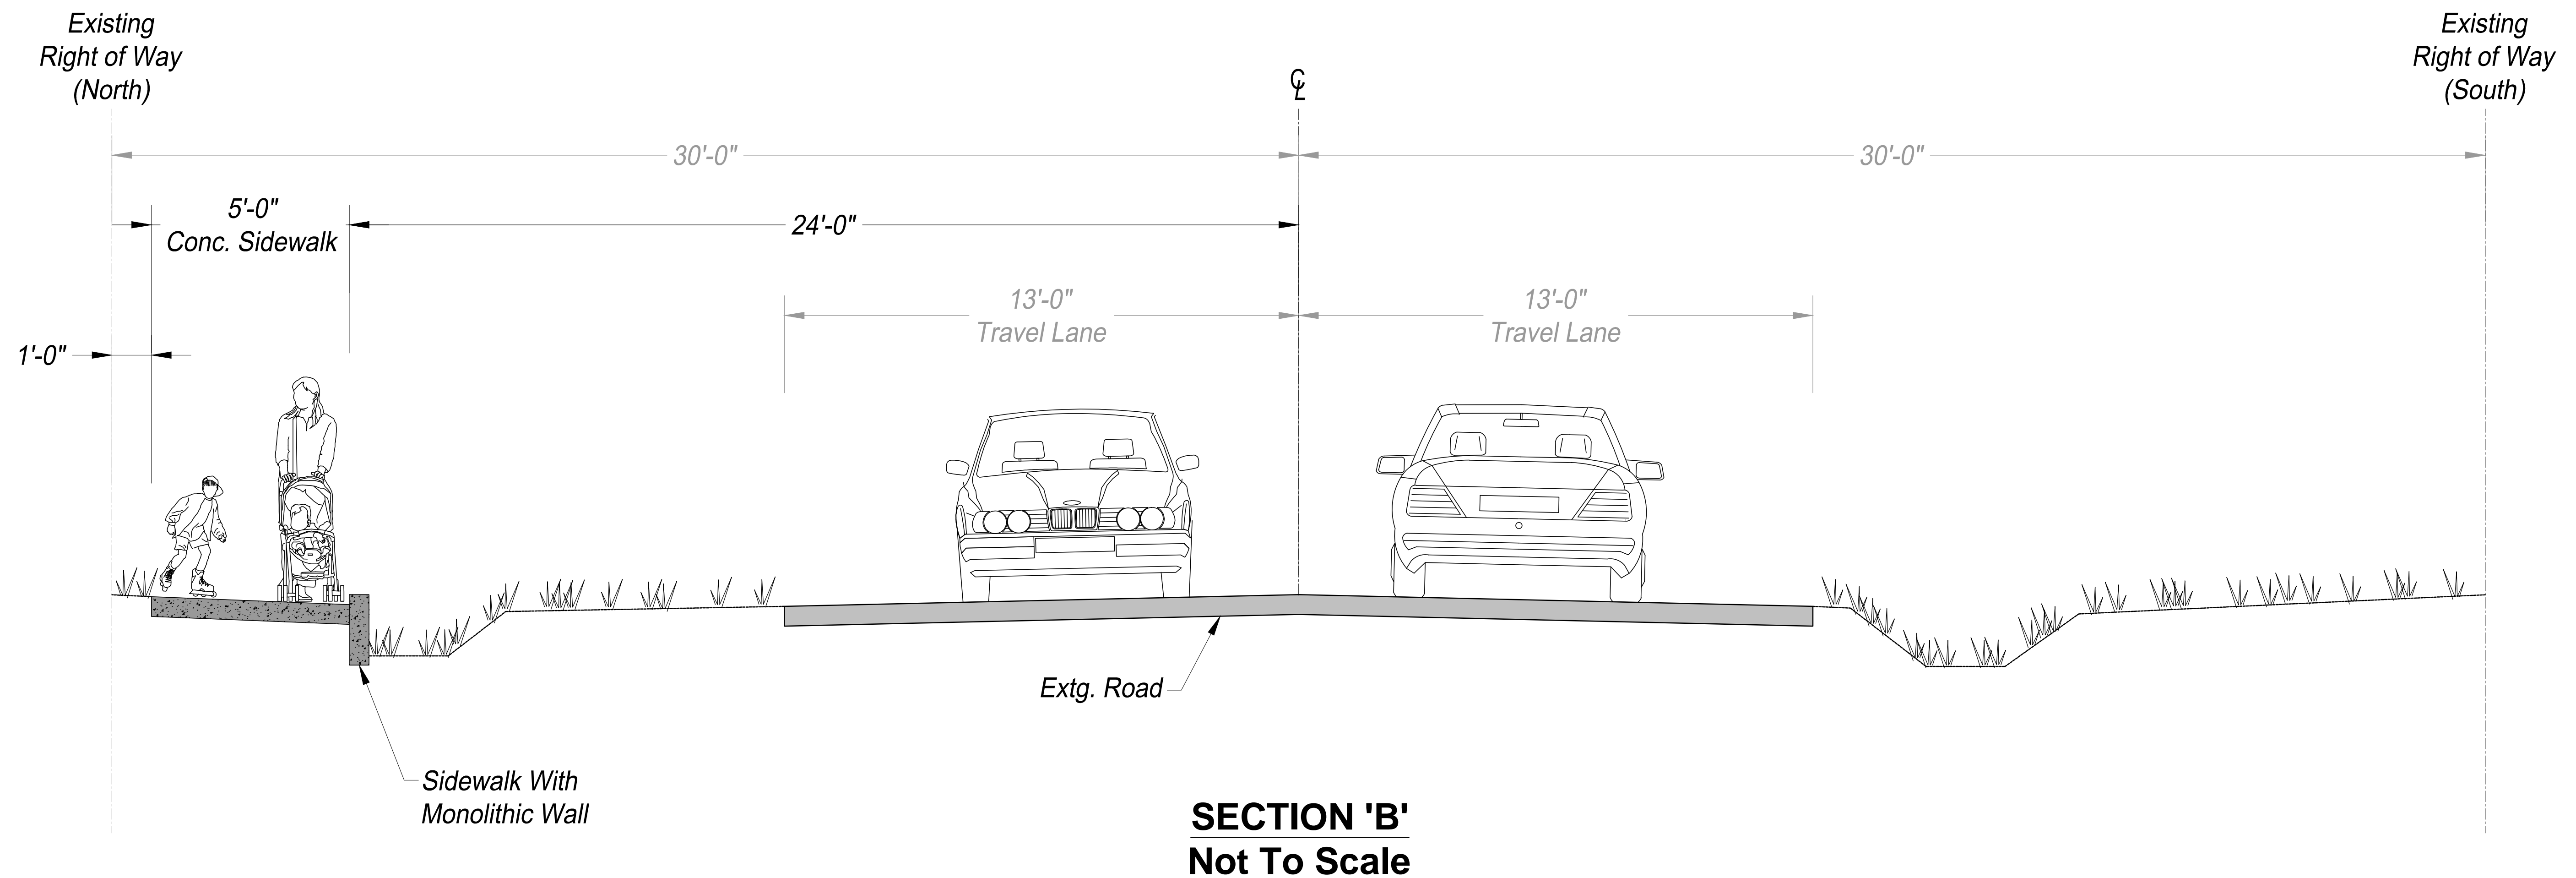 Existing
Right of Way
(North)
Existing
Right of Way
(South)
℄
30'-0"
30'-0"
5'-0"
Conc. Sidewalk
24'-0"
13'-0"
Travel Lane
13'-0"
Travel Lane
1'-0"
Extg. Road
Sidewalk With
Monolithic Wall
SECTION 'B'
Not To Scale